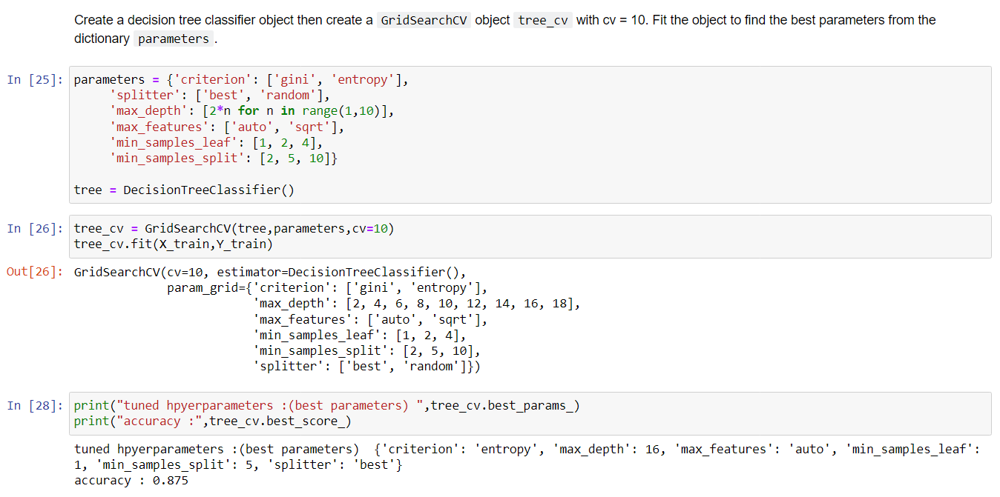 Create a decision tree classifier object then create a GridSearchCV object tree_cv with cv = 10. Fit the object to find the best parameters from the
dictionary parameters .
In [25]: parameters = {'criterion': ['gini', 'entropy'],
     'splitter': ['best', 'random'],
     'max_depth': [2*n for n in range(1,10)],
     'max_features': ['auto', 'sqrt'],
     'min_samples_leaf': [1, 2, 4],
     'min_samples_split': [2, 5, 10]}
tree = DecisionTreeClassifier()
In [26]: tree_cv = GridSearchCV(tree,parameters,cv=10)
tree_cv.fit(X_train,Y_train)
Out[26]: GridSearchCV(cv=10, estimator=DecisionTreeClassifier(),
             param_grid={'criterion': ['gini', 'entropy'],
                         'max_depth': [2, 4, 6, 8, 10, 12, 14, 16, 18],
                         'max_features': ['auto', 'sqrt'],
                         'min_samples_leaf': [1, 2, 4],
                         'min_samples_split': [2, 5, 10],
                         'splitter': ['best', 'random']})
In [28]: print("tuned hpyerparameters :(best parameters) ",tree_cv.best_params_)
print("accuracy :",tree_cv.best_score_)
tuned hpyerparameters :(best parameters)  {'criterion': 'entropy', 'max_depth': 16, 'max_features': 'auto', 'min_samples_leaf':
1, 'min_samples_split': 5, 'splitter': 'best'}
accuracy : 0.875